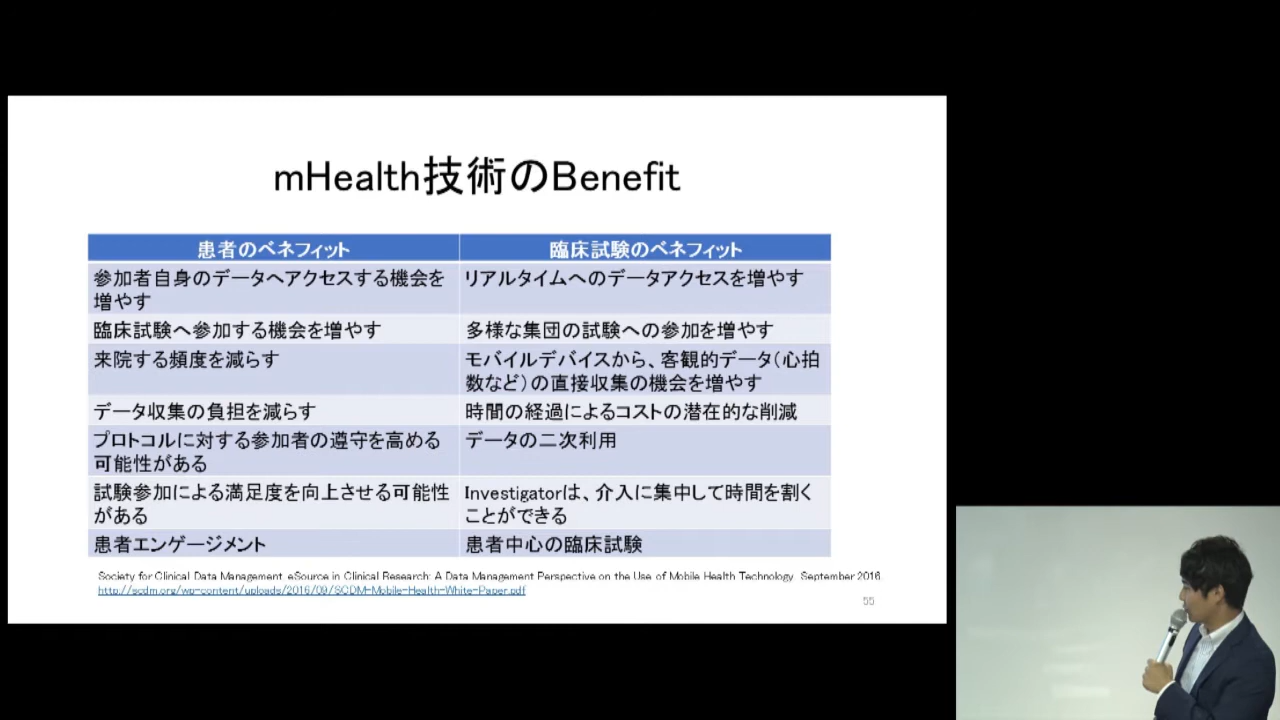 mHealth技術のBenefit
患者のベネフィット
臨床試験のベネフィット
参加者自身のデータへアクセスする機会を
増やす
リアルタイムへのデータアクセスを増やす
臨床試験へ参加する機会を増やす
多様な集団の試験への参加を増やす
来院する頻度を減らす
モバイルデバイスから、客観的データ(心拍
数など)の直接収集の機会を増やす
データ収集の負担を減らす
時間の経過によるコストの潜在的な削減
プロトコルに対する参加者の遵守を高める
可能性がある
データの二次利用
試験参加による満足度を向上させる可能性
がある
Investigatorは、介入に集中して時間を割く
ことができる
患者エンゲージメント
患者中心の臨床試験
Society for Clinical Data Management. eSource in Clinical Research: A Data Management Perspective on the Use of Mobile Health Technology. September 2016.
http://scdm.org/wp-content/uploads/2016/09/SCDM-Mobile-Health-White-Paper.pdf
55